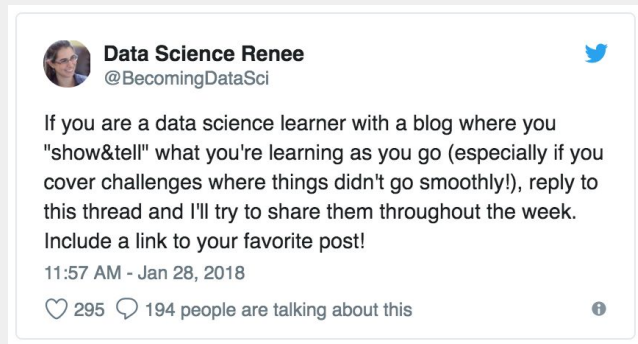 Data Science Renee
@BecomingDataSci
If you are a data science learner with a blog where you
"show&tell" what you're learning as you go (especially if you
cover challenges where things didn't go smoothly!), reply to
this thread and I'll try to share them throughout the week.
Include a link to your favorite post!
11:57 AM - Jan 28, 2018
295 194 people are talking about this